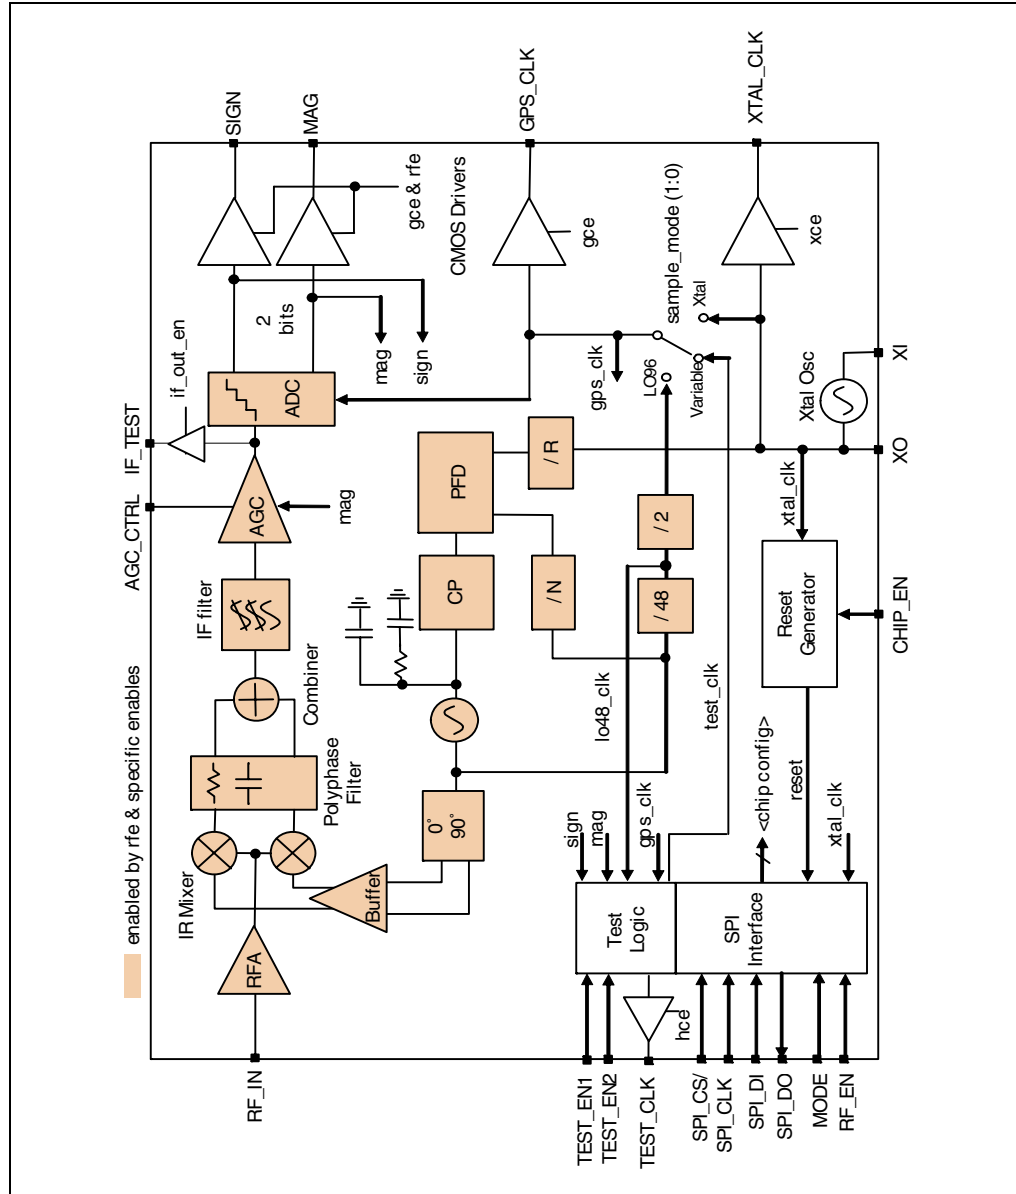 enabled by rfe & specific enables
AGC_CTRL
IF_TEST
if_out_en
RF_IN
RFA
IR Mixer
Polyphase
Filter
Combiner
IF filter
AGC
mag
ADC
2
bits
mag
sign
SIGN
MAG
gce & rfe
CMOS Drivers
Buffer
0°
90°
CP
PFD
/ N
/ R
/ 48
/ 2
lo48_clk
test_clk
gps_clk
LO96
Variable
Xtal
sample_mode (1:0)
gce
GPS_CLK
xce
XTAL_CLK
sign
mag
gps_clk
Test
Logic
hce
SPI
Interface
<chip config>
reset
xtal_clk
Reset
Generator
xtal_clk
Xtal Osc
TEST_EN1
TEST_EN2
TEST_CLK
SPI_CS/
SPI_CLK
SPI_DI
SPI_DO
MODE
RF_EN
CHIP_EN
XO
XI